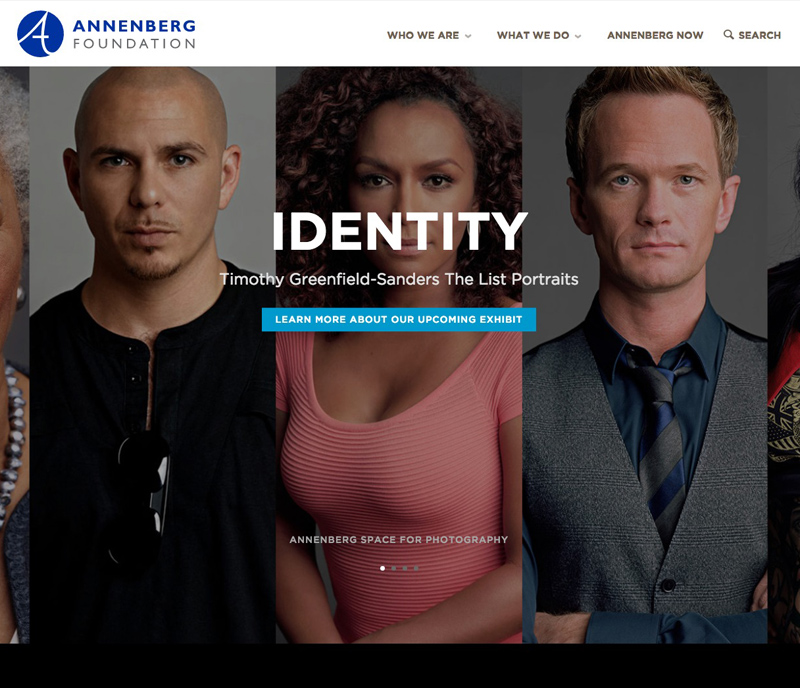 ANNENBERG
FOUNDATION
WHO WE ARE
WHAT WE DO
ANNENBERG NOW
SEARCH
IDENTITY
Timothy Greenfield-Sanders The List Portraits
LEARN MORE ABOUT OUR UPCOMING EXHIBIT
ANNENBERG SPACE FOR PHOTOGRAPHY